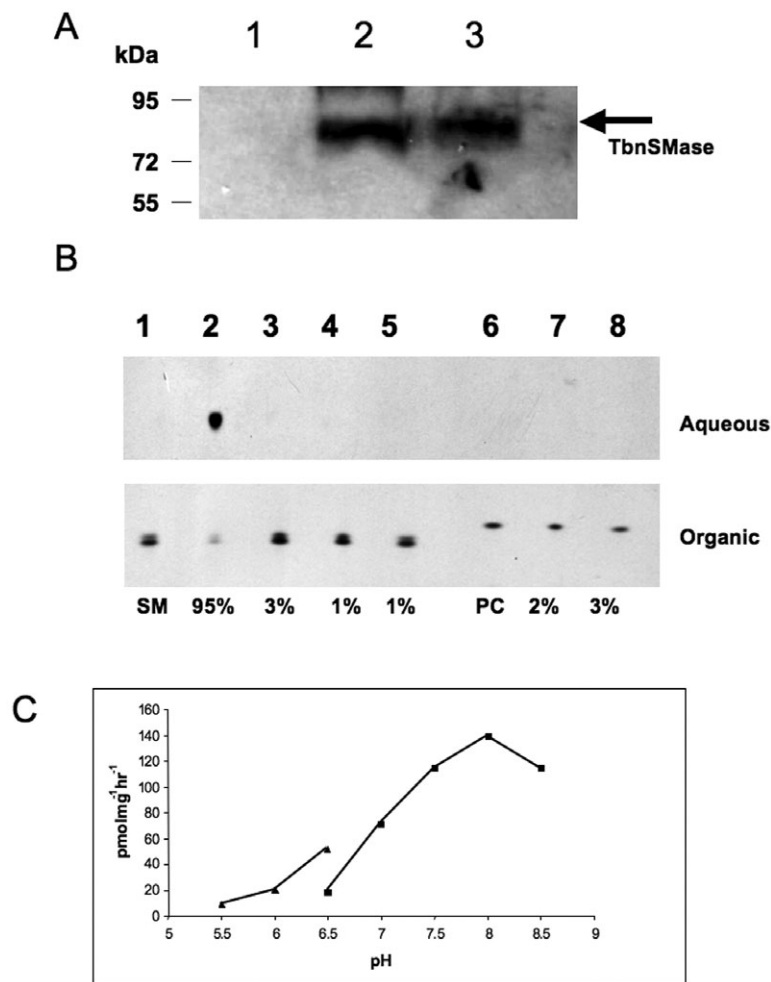 A
1 2 3
kDa
95
72
55
TbnSMase
B
1 2 3 4 5 6 7 8
Aqueous
Organic
SM 95% 3% 1% 1% PC 2% 3%
C
160
140
120
100
80
60
40
20
0
pmolmg⁻¹hr⁻¹
5 5.5 6 6.5 7 7.5 8 8.5 9
pH